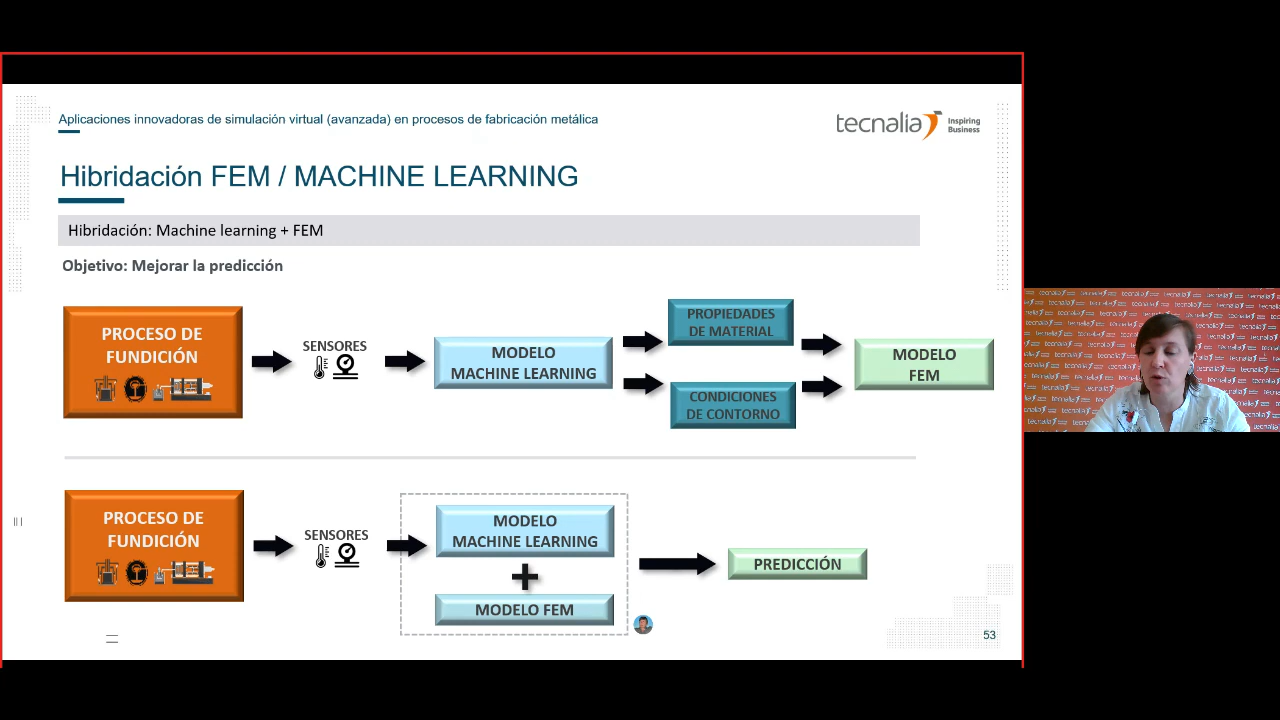 Aplicaciones innovadoras de simulación virtual (avanzada) en procesos de fabricación metálica
tecnalia Inspiring
Business
Hibridación FEM / MACHINE LEARNING
Hibridación: Machine learning + FEM
Objetivo: Mejorar la predicción
PROCESO DE
FUNDICIÓN
SENSORES
MODELO
MACHINE LEARNING
PROPIEDADES
DE MATERIAL
CONDICIONES
DE CONTORNO
MODELO
FEM
PROCESO DE
FUNDICIÓN
SENSORES
MODELO
MACHINE LEARNING
+
MODELO FEM
PREDICCIÓN
53